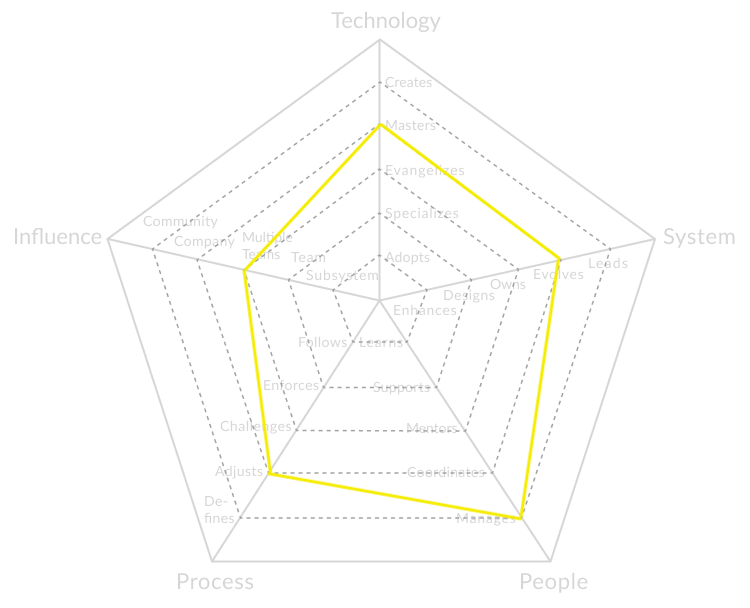 Technology
Creates
Masters
Evangelizes
Specializes
Adopts
Influence
Community
Company
Multiple
Teams
Team
Subsystem
System
Leads
Evolves
Owns
Designs
Enhances
Follows
Learns
Enforces
Supports
Challenges
Mentors
Adjusts
Coordinates
De-
fines
Manages
Process
People